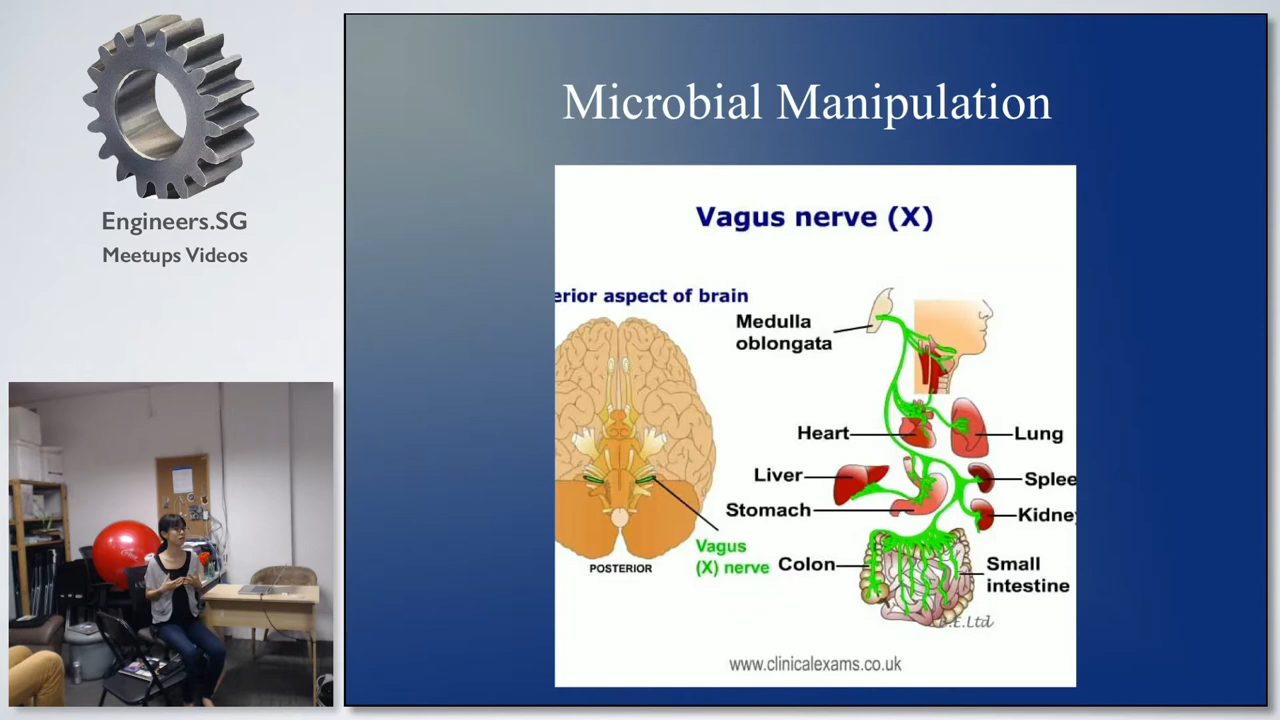 Engineers.SG
Meetups Videos
Microbial Manipulation
Vagus nerve (X)
erior aspect of brain
Medulla
oblongata
Heart
Lung
Liver
Splee
Stomach
Kidney
Vagus
(X) nerve
Colon
Small
intestine
POSTERIOR
www.clinicalexams.co.uk